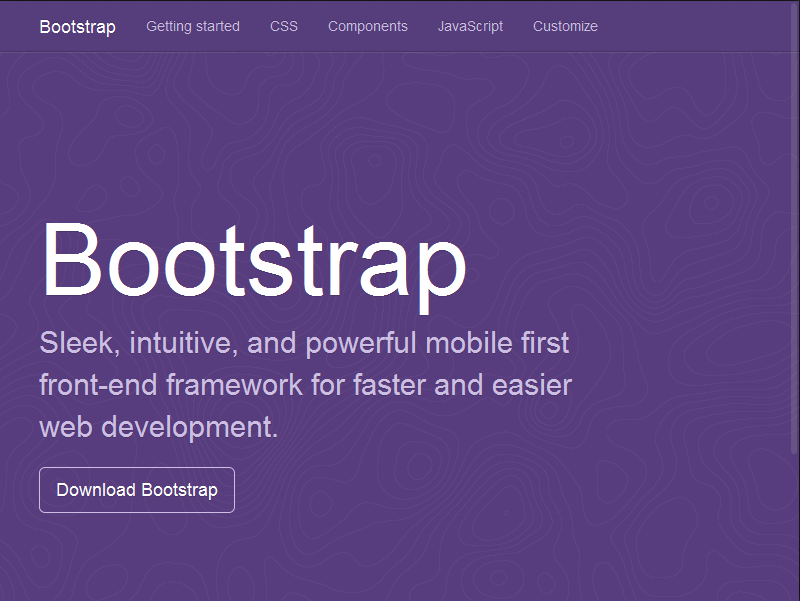 Bootstrap Getting started CSS Components JavaScript Customize
Bootstrap
Sleek, intuitive, and powerful mobile first
front-end framework for faster and easier
web development.
Download Bootstrap